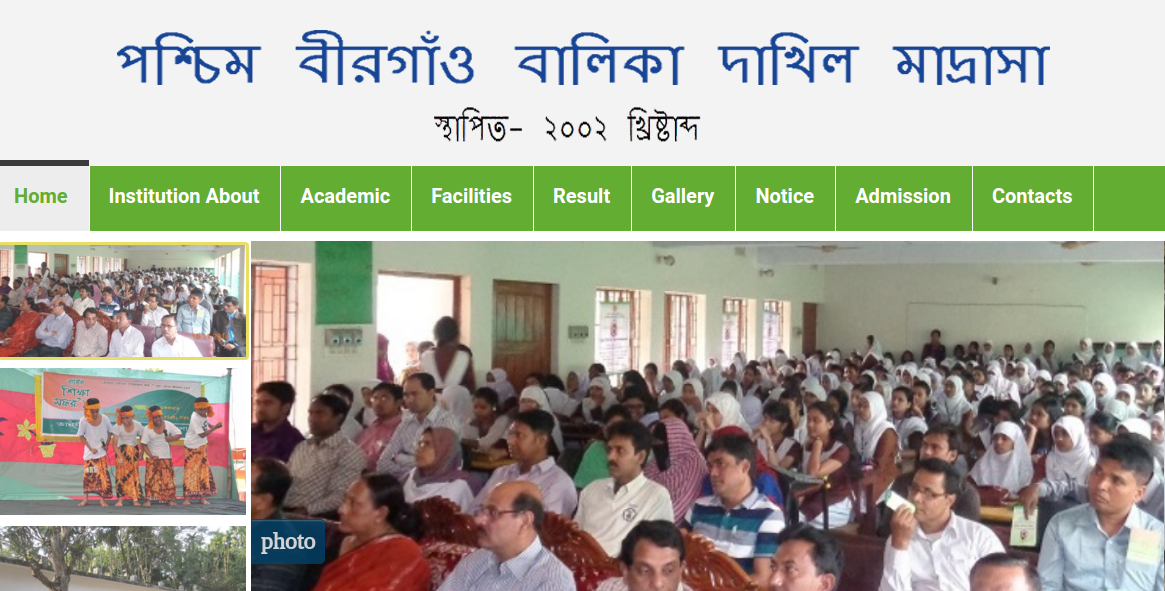 পশ্চিম বীরগাঁও বালিকা দাখিল মাদ্রাসা
স্থাপিত- ২০০২ খ্রিষ্টাব্দ
Home Institution About Academic Facilities Result Gallery Notice Admission Contacts
শিক্ষা
photo